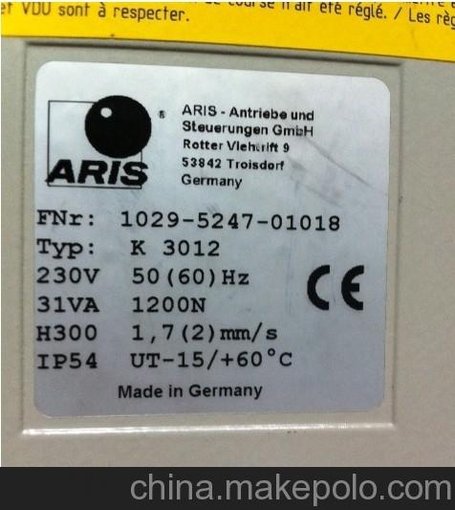 et VDU sont à respecter.
course n'ait été réglé. / Les règ
ARIS - Antriebe und
Steuerungen GmbH
Rotter Viehtrift 9
53842 Troisdorf
Germany
®
ARIS
FNr: 1029-5247-01018
Typ: K 3012
230V 50(60)Hz
31VA 1200N
H300 1,7(2)mm/s
IP54 UT-15/+60°C
CE
Made in Germany
china.makepolo.com